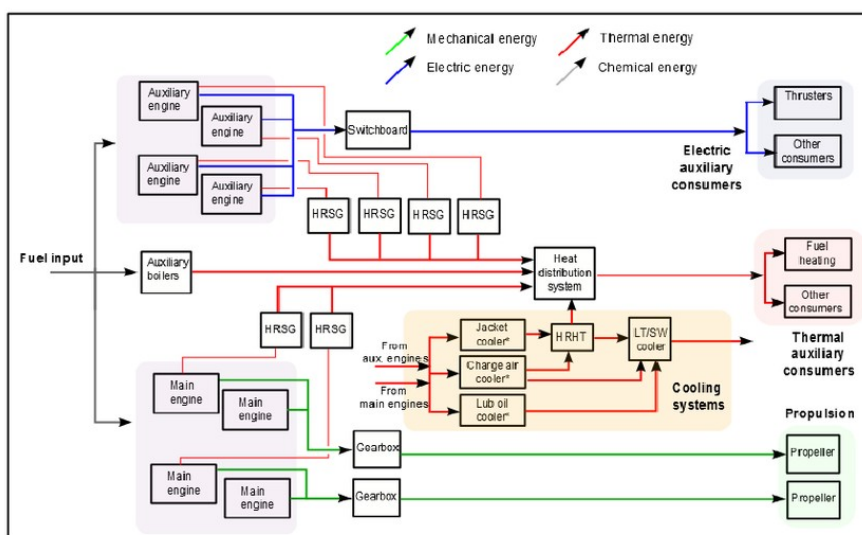 Mechanical energy
Thermal energy
Electric energy
Chemical energy
Auxiliary
engine
Auxiliary
engine
Auxiliary
engine
Auxiliary
engine
Switchboard
Thrusters
Other
consumers
Electric
auxiliary
consumers
HRSG
HRSG
HRSG
HRSG
Fuel input
Auxiliary
boilers
Heat
distribution
system
Fuel
heating
Other
consumers
Thermal
auxiliary
consumers
HRSG
HRSG
From
aux. engines
From
main engines
Jacket
cooler*
HRHT
LT/SW
cooler
Charge air
cooler*
Lub oil
cooler*
Cooling
systems
Main
engine
Main
engine
Main
engine
Main
engine
Gearbox
Gearbox
Propulsion
Propeller
Propeller